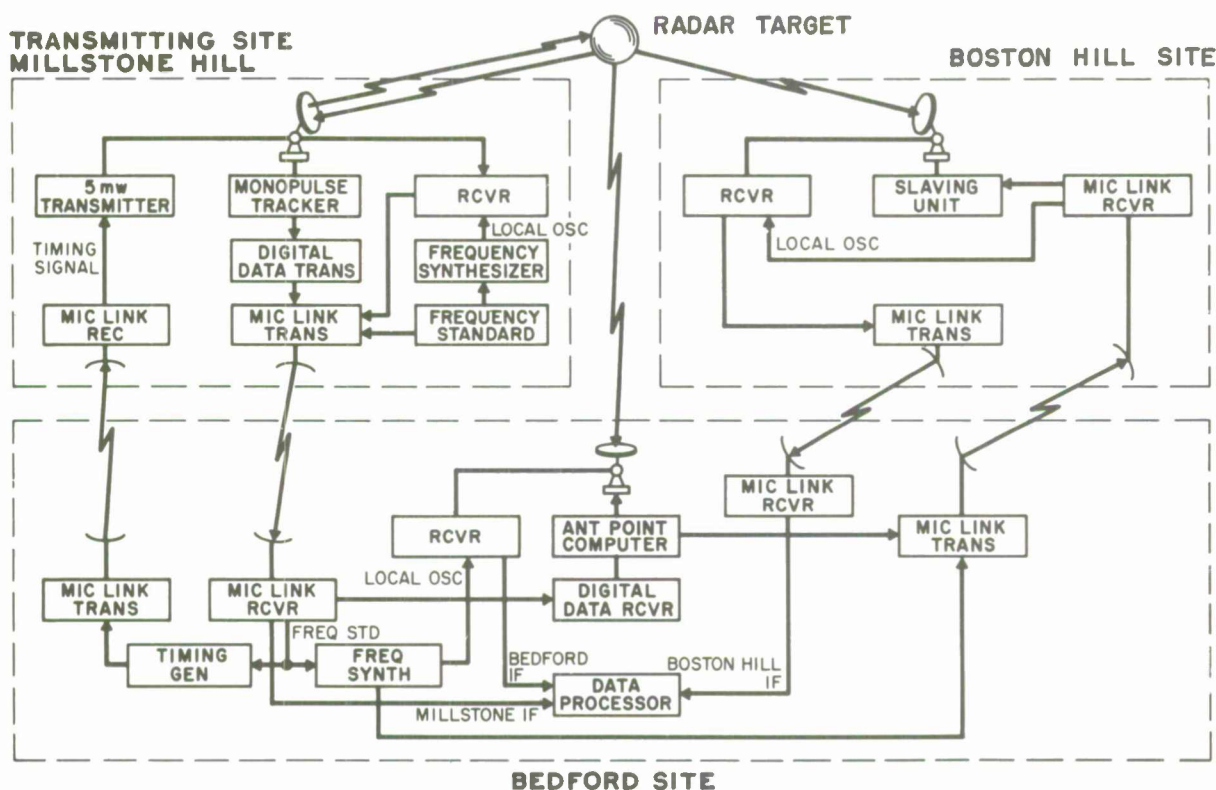 RADAR TARGET
TRANSMITTING SITE
MILLSTONE HILL
BOSTON HILL SITE
5mw
TRANSMITTER
MONOPULSE
TRACKER
RCVR
TIMING
SIGNAL
DIGITAL
DATA TRANS
LOCAL OSC
FREQUENCY
SYNTHESIZER
MIC LINK
REC
MIC LINK
TRANS
FREQUENCY
STANDARD
RCVR
SLAVING
UNIT
MIC LINK
RCVR
LOCAL OSC
MIC LINK
TRANS
MIC LINK
RCVR
RCVR
ANT POINT
COMPUTER
MIC LINK
TRANS
LOCAL OSC
MIC LINK
TRANS
MIC LINK
RCVR
DIGITAL
DATA RCVR
FREQ STD
TIMING
GEN
FREQ
SYNTH
BEDFORD
IF
BOSTON HILL
IF
DATA
PROCESSOR
MILLSTONE IF
BEDFORD SITE